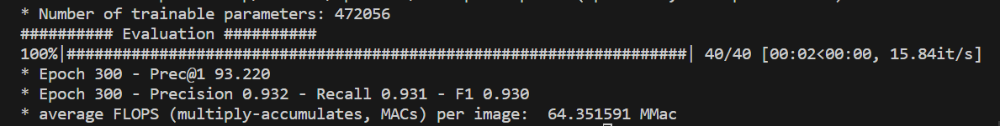 * Number of trainable parameters: 472056
########## Evaluation ##########
100%|###################################################################| 40/40 [00:02<00:00, 15.84it/s]
* Epoch 300 - Prec@1 93.220
* Epoch 300 - Precision 0.932 - Recall 0.931 - F1 0.930
* average FLOPS (multiply-accumulates, MACs) per image:  64.351591 MMac